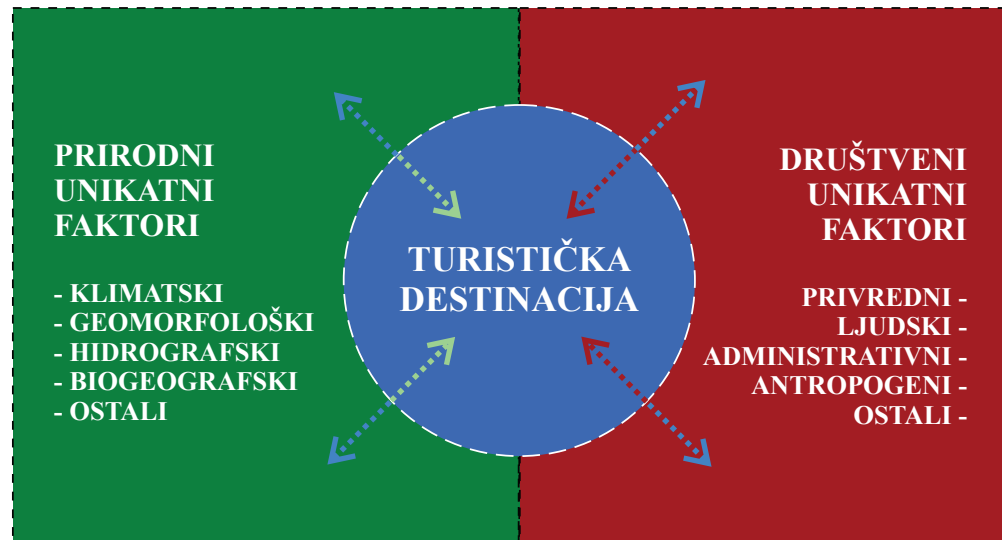 PRIRODNI
UNIKATNI
FAKTORI
- KLIMATSKI
- GEOMORFOLOŠKI
- HIDROGRAFSKI
- BIOGEOGRAFSKI
- OSTALI
TURISTIČKA
DESTINACIJA
DRUŠTVENI
UNIKATNI
FAKTORI
PRIVREDNI -
LJUDSKI -
ADMINISTRATIVNI -
ANTROPOGENI -
OSTALI -